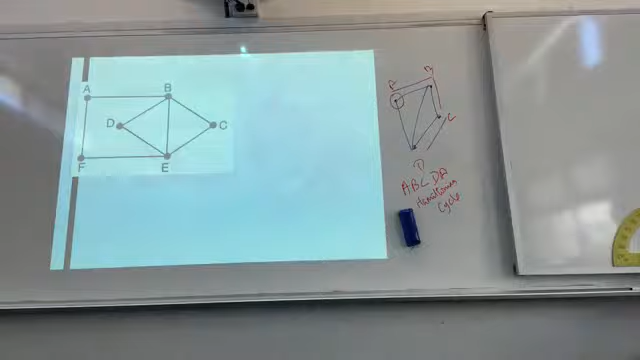 A B
D C
F E
A B
C
D
ABCDA
Hamiltonian
Cycle